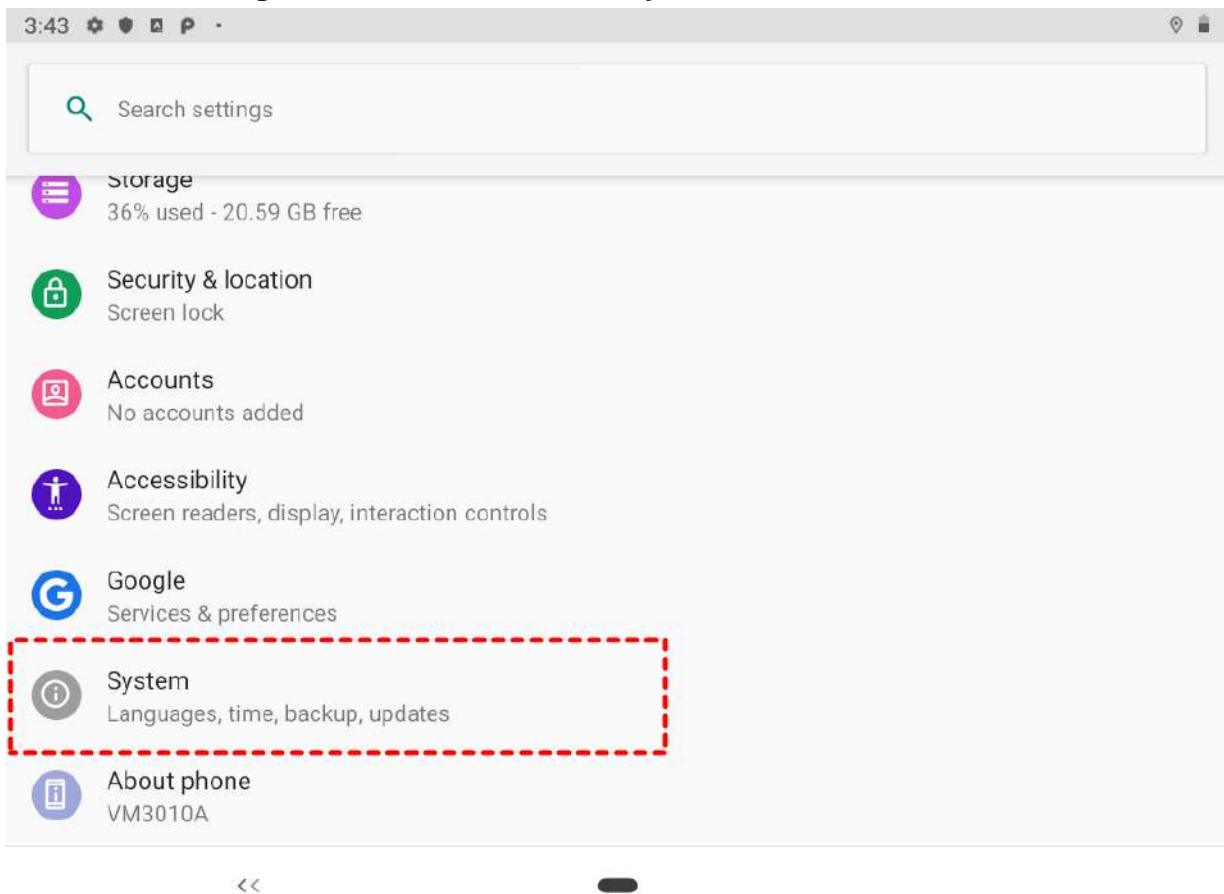 3:43
Search settings
Storage
36% used - 20.59 GB free
Security & location
Screen lock
Accounts
No accounts added
Accessibility
Screen readers, display, interaction controls
Google
Services & preferences
System
Languages, time, backup, updates
About phone
VM3010A